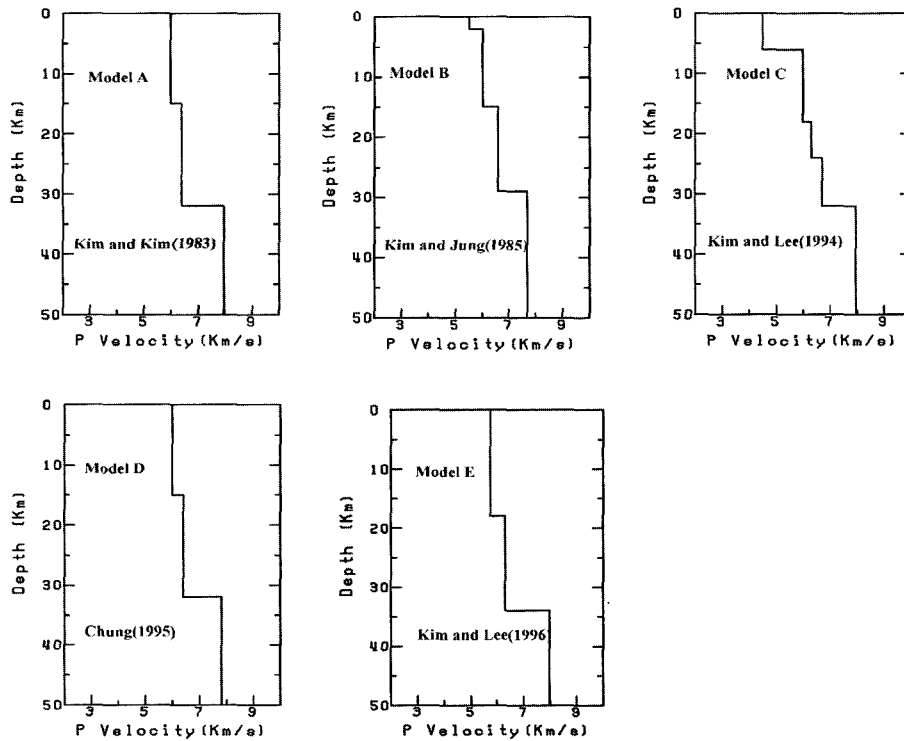 0
10
20
30
40
50
Depth (Km)
Model A
Kim and Kim(1983)
3 5 7 9
P Velocity(Km/s)
0
10
20
30
40
50
Depth (Km)
Model B
Kim and Jung(1985)
3 5 7 9
P Velocity(Km/s)
0
10
20
30
40
50
Depth (Km)
Model C
Kim and Lee(1994)
3 5 7 9
P Velocity(Km/s)
0
10
20
30
40
50
Depth (Km)
Model D
Chung(1995)
3 5 7 9
P Velocity(Km/s)
0
10
20
30
40
50
Depth (Km)
Model E
Kim and Lee(1996)
3 5 7 9
P Velocity(Km/s)